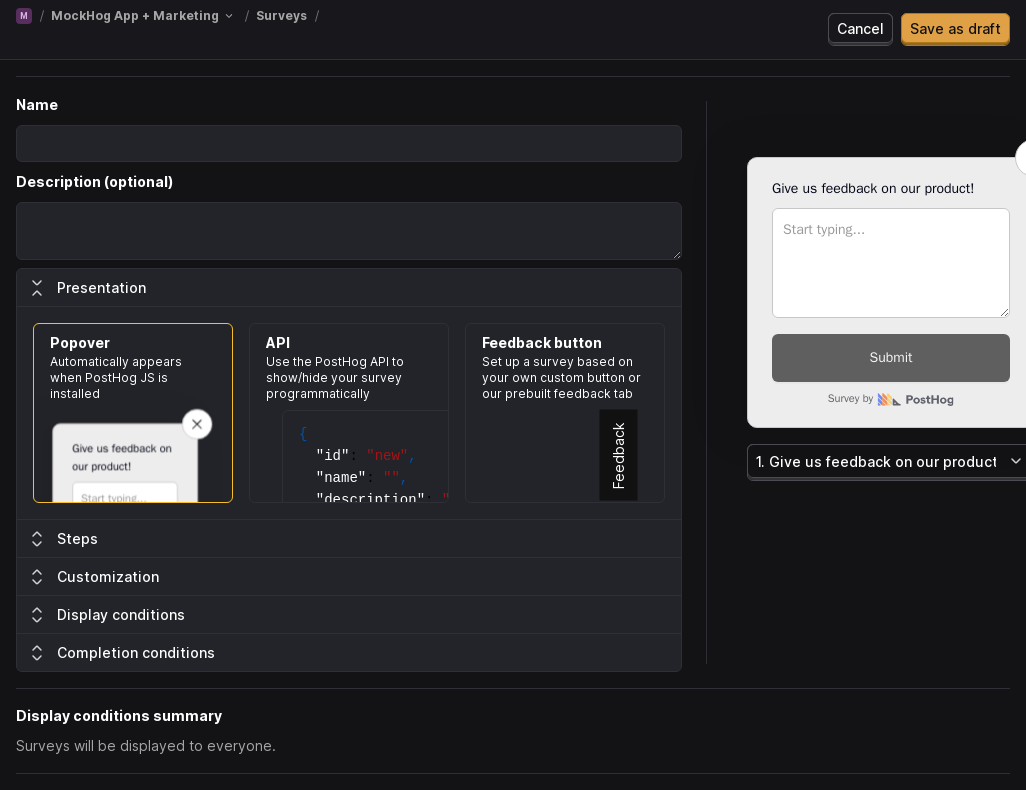 M / MockHog App + Marketing / Surveys /
Cancel
Save as draft
Name
Description (optional)
Presentation
Popover
Automatically appears
when PostHog JS is
installed
Give us feedback on
our product!
Start typing...
API
Use the PostHog API to
show/hide your survey
programmatically
{
"id": "new",
"name": "",
"description": "
Feedback button
Set up a survey based on
your own custom button or
our prebuilt feedback tab
Feedback
Steps
Customization
Display conditions
Completion conditions
Give us feedback on our product!
Start typing...
Submit
Survey by PostHog
1. Give us feedback on our product
Display conditions summary
Surveys will be displayed to everyone.